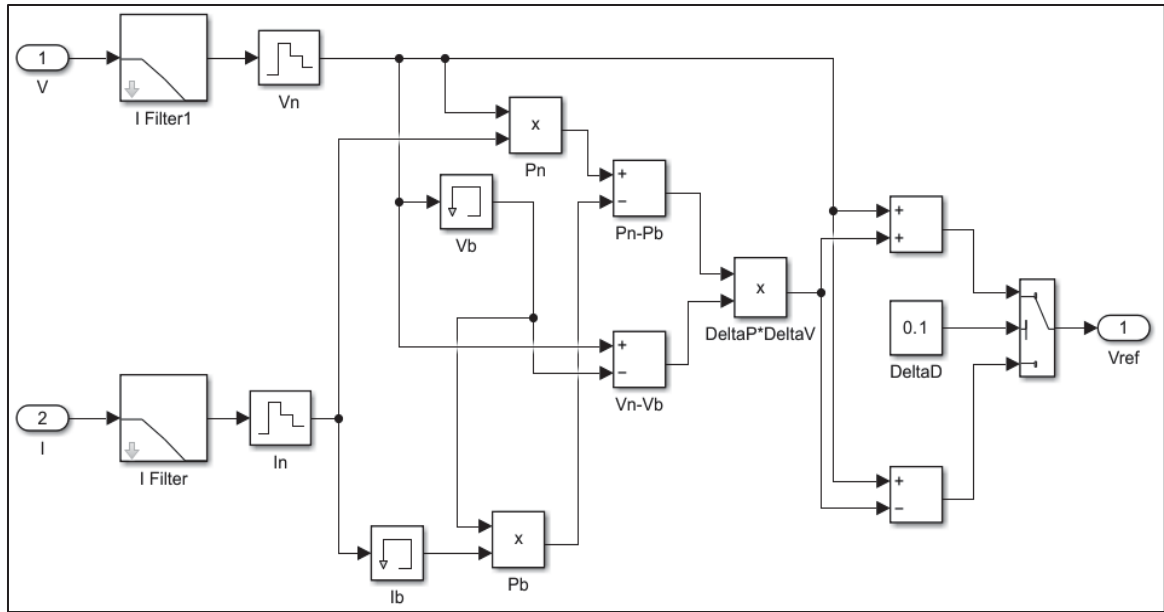 1
V
I Filter1
Vn
x
Pn
+
−
Pn-Pb
Vb
x
DeltaP*DeltaV
+
−
Vn-Vb
+
+
0.1
DeltaD
1
Vref
2
I
I Filter
In
Ib
x
Pb
+
−